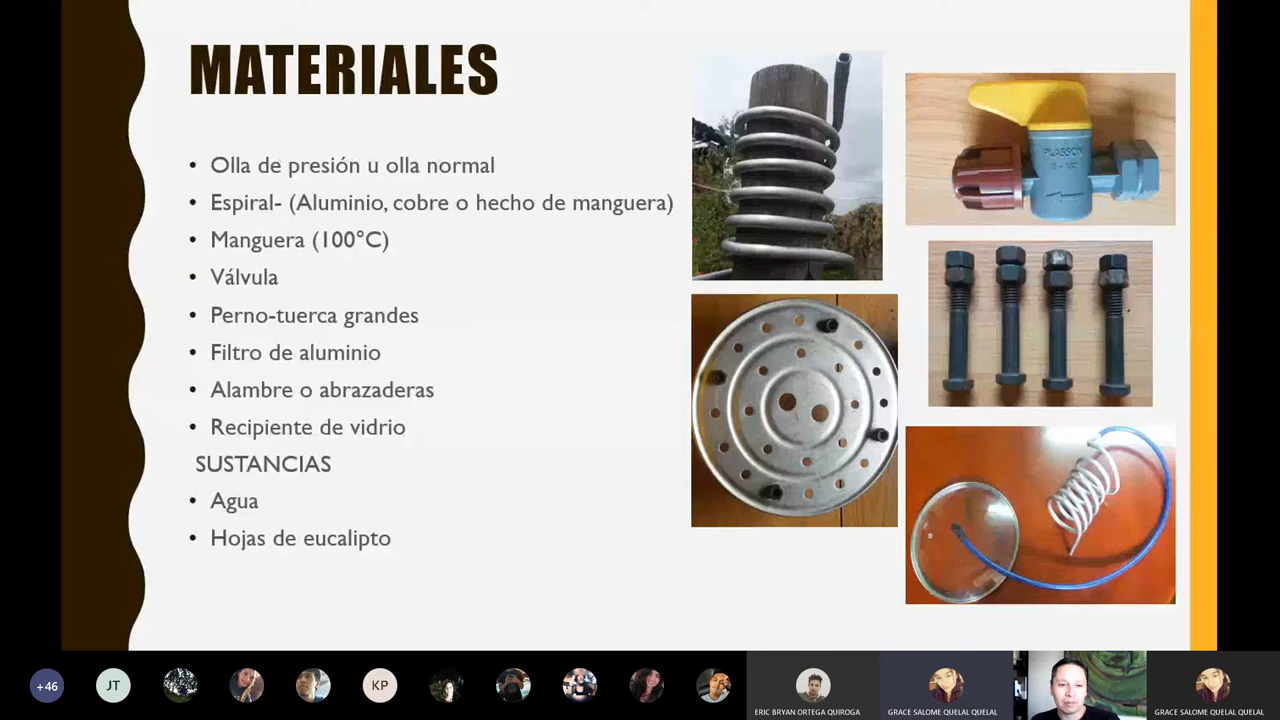 MATERIALES
• Olla de presión u olla normal
• Espiral- (Aluminio, cobre o hecho de manguera)
• Manguera (100°C)
• Válvula
• Perno-tuerca grandes
• Filtro de aluminio
• Alambre o abrazaderas
• Recipiente de vidrio
SUSTANCIAS
• Agua
• Hojas de eucalipto
PLASSON
+46
JT
KP
ERIC BRYAN ORTEGA QUIROGA
GRACE SALOME QUELAL QUELAL
GRACE SALOME QUELAL QUELAL